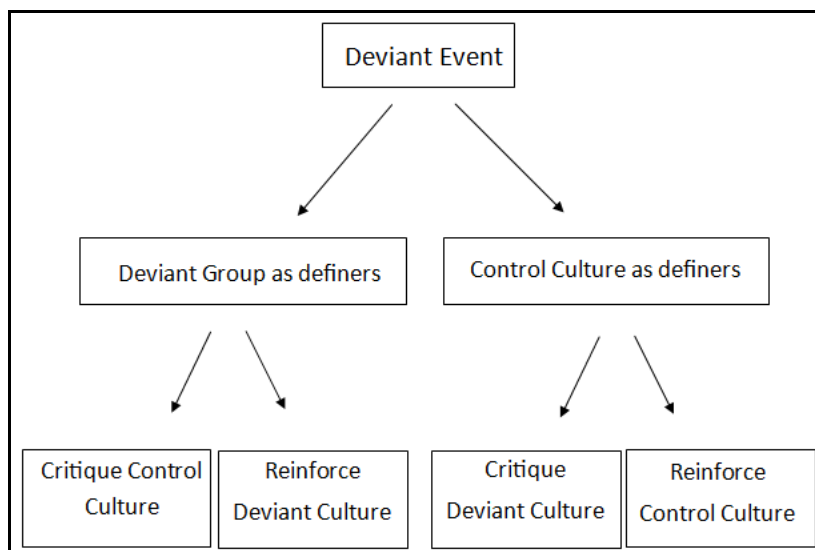 Deviant Event
Deviant Group as definers
Control Culture as definers
Critique Control
Culture
Reinforce
Deviant Culture
Critique
Deviant Culture
Reinforce
Control Culture